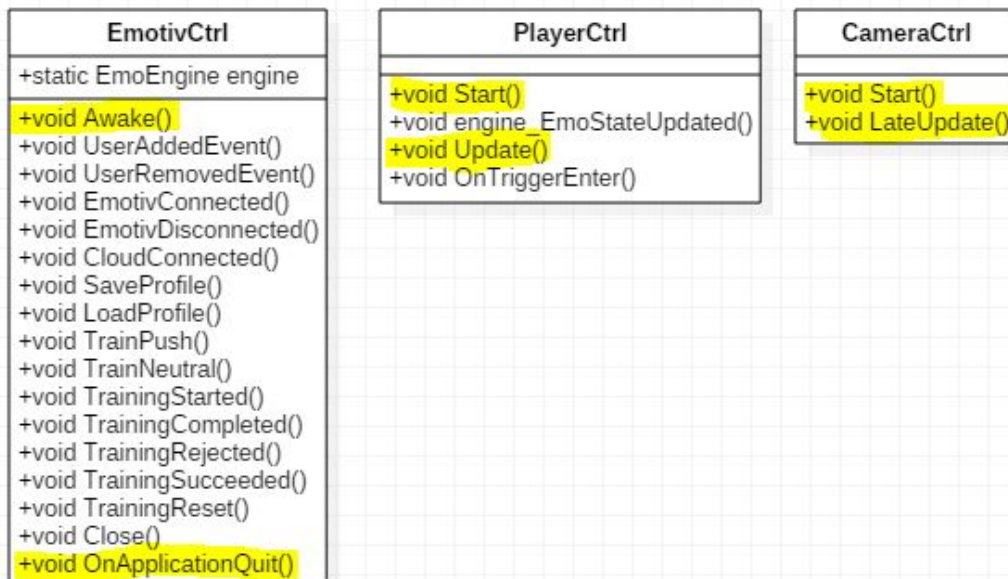 EmotivCtrl
+static EmoEngine engine
+void Awake()
+void UserAddedEvent()
+void UserRemovedEvent()
+void EmotivConnected()
+void EmotivDisconnected()
+void CloudConnected()
+void SaveProfile()
+void LoadProfile()
+void TrainPush()
+void TrainNeutral()
+void TrainingStarted()
+void TrainingCompleted()
+void TrainingRejected()
+void TrainingSucceeded()
+void TrainingReset()
+void Close()
+void OnApplicationQuit()
PlayerCtrl
+void Start()
+void engine_EmoStateUpdated()
+void Update()
+void OnTriggerEnter()
CameraCtrl
+void Start()
+void LateUpdate()